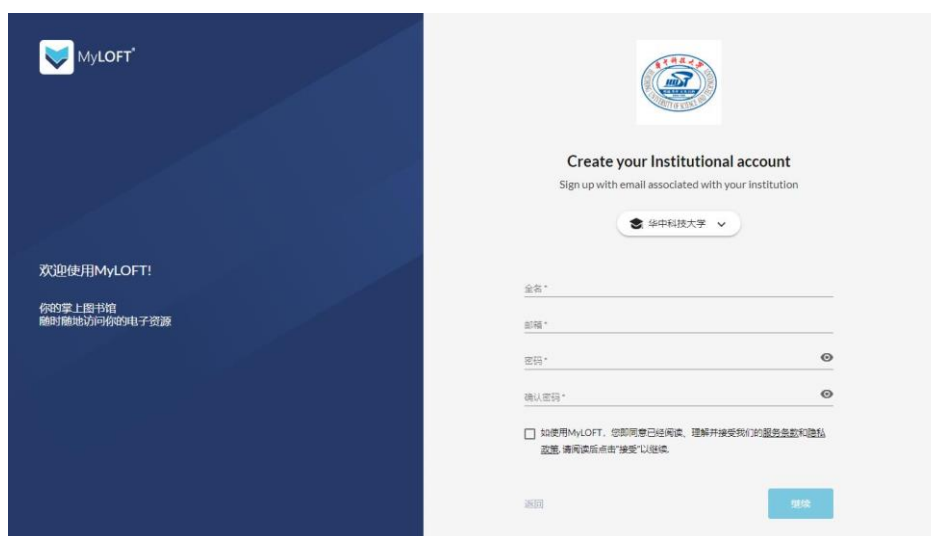 MyLOFT
欢迎使用MyLOFT!
你的掌上图书馆
随时随地访问你的电子资源
Create your Institutional account
Sign up with email associated with your institution
华中科技大学
全名 *
邮箱 *
密码 *
确认密码 *
如使用MyLOFT，您即同意已经阅读、理解并接受我们的服务条款和隐私
政策, 请阅读后点击"接受"以继续.
返回
继续